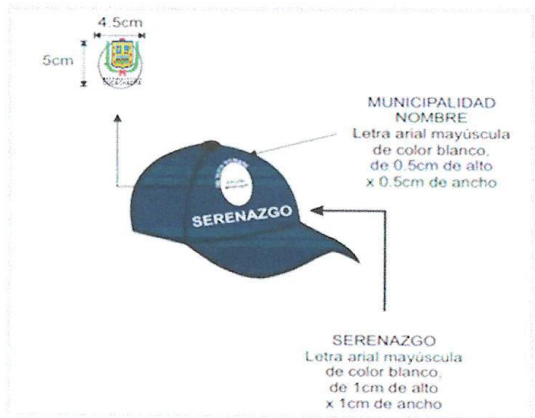 4.5cm
5cm
MUNICIPALIDAD
NOMBRE
Letra arial mayúscula
de color blanco,
de 0.5cm de alto
x 0.5cm de ancho
SERENAZGO
SERENAZGO
Letra arial mayúscula
de color blanco,
de 1cm de alto
x 1cm de ancho